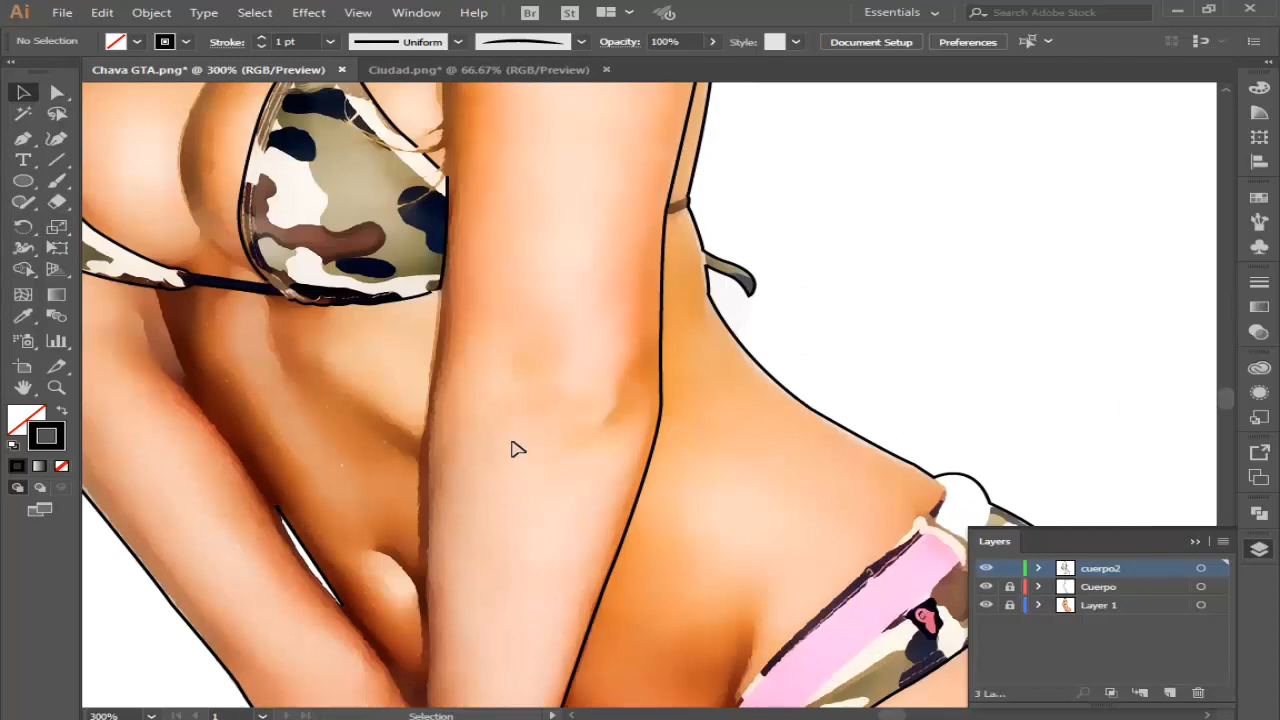 Ai File Edit Object Type Select Effect View Window Help Br St Essentials Search Adobe Stock
No Selection Stroke: 1 pt Uniform Opacity: 100% Style: Document Setup Preferences
Chava GTA.png* @ 300% (RGB/Preview) Ciudad.png* @ 66.67% (RGB/Preview)
Layers
cuerpo2
Cuerpo
Layer 1
3 La...
300% 1 Selection